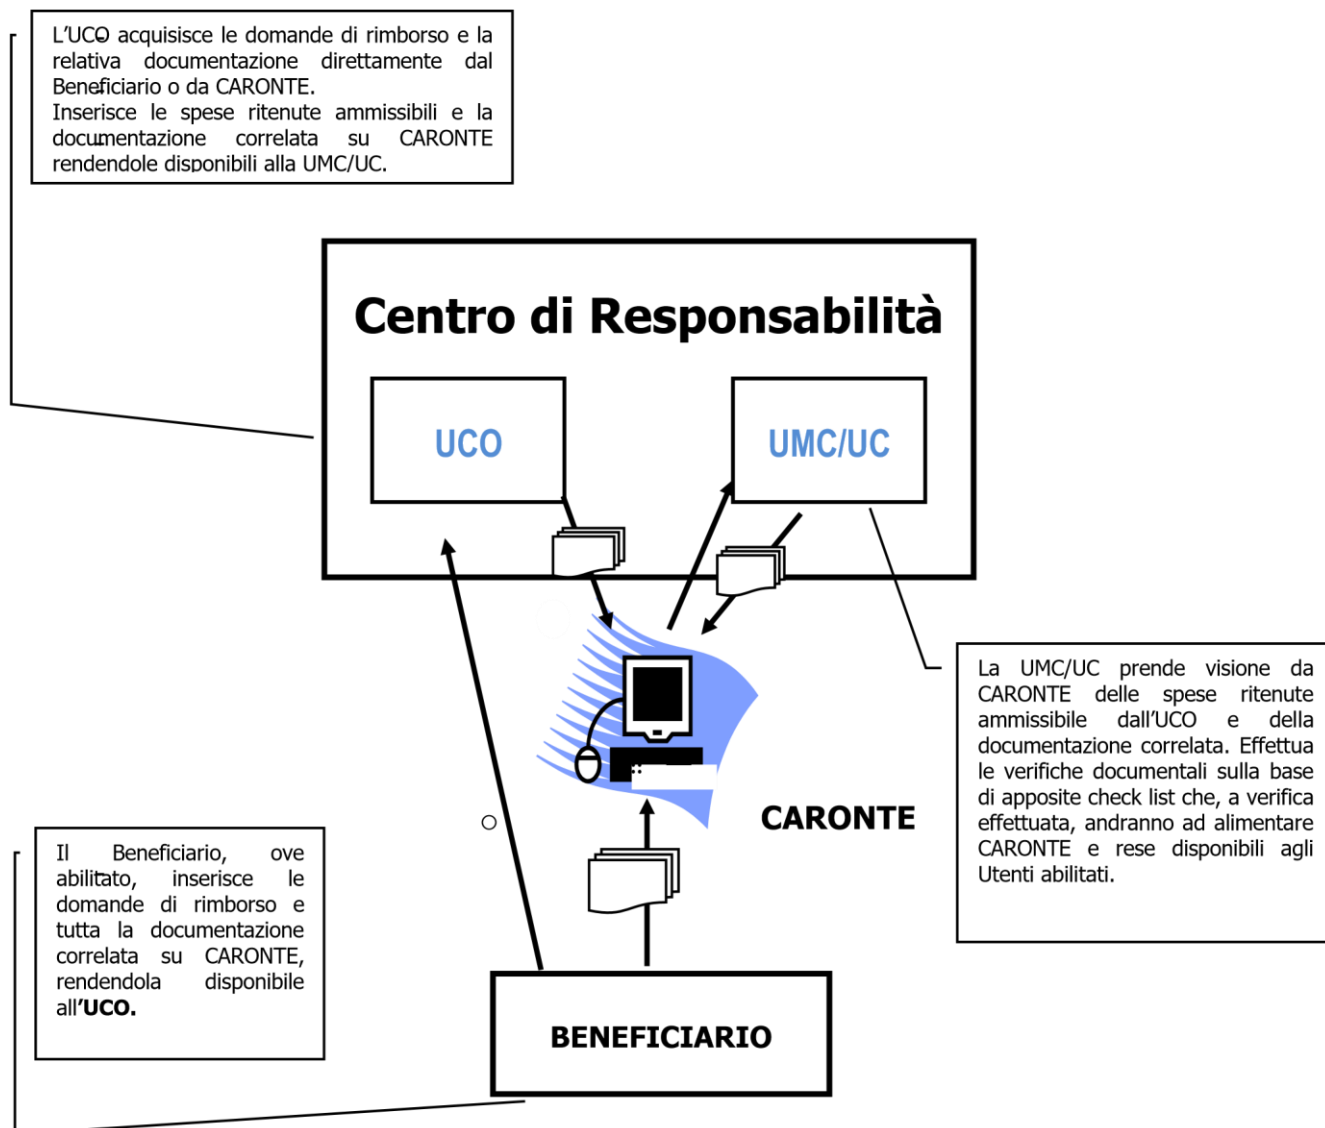 L'UCO acquisisce le domande di rimborso e la
relativa documentazione direttamente dal
Beneficiario o da CARONTE.
Inserisce le spese ritenute ammissibili e la
documentazione correlata su CARONTE
rendendole disponibili alla UMC/UC.
Centro di Responsabilità
UCO
UMC/UC
La UMC/UC prende visione da
CARONTE delle spese ritenute
ammissibile dall'UCO e della
documentazione correlata. Effettua
le verifiche documentali sulla base
di apposite check list che, a verifica
effettuata, andranno ad alimentare
CARONTE e rese disponibili agli
Utenti abilitati.
CARONTE
Il Beneficiario, ove
abilitato, inserisce le
domande di rimborso e
tutta la documentazione
correlata su CARONTE,
rendendola disponibile
all'UCO.
BENEFICIARIO